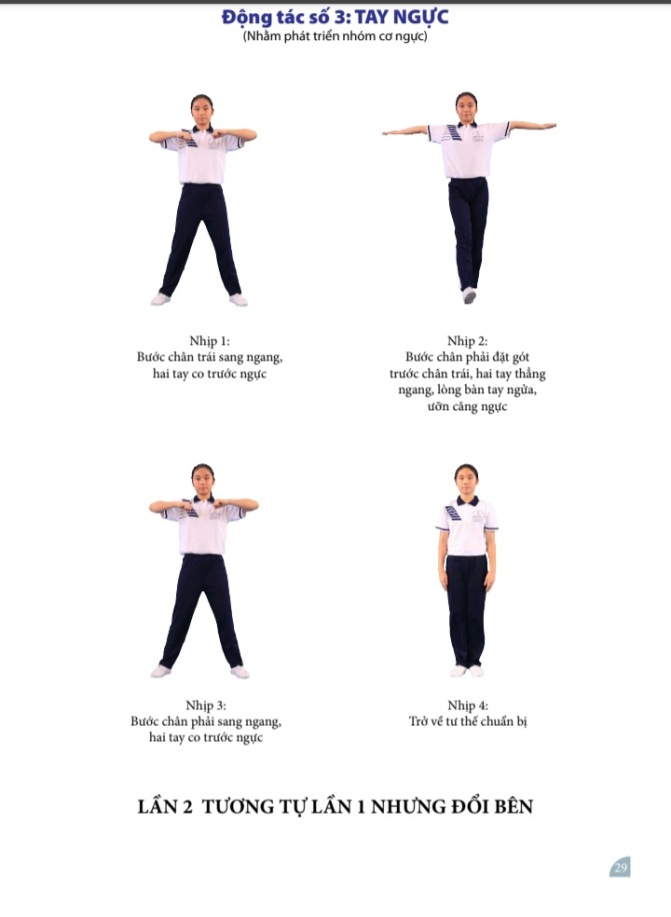 Động tác số 3: TAY NGỰC
(Nhằm phát triển nhóm cơ ngực)
Nhịp 1:
Bước chân trái sang ngang,
hai tay co trước ngực
Nhịp 2:
Bước chân phải đặt gót
trước chân trái, hai tay thẳng
ngang, lòng bàn tay ngửa,
ưỡn căng ngực
Nhịp 3:
Bước chân phải sang ngang,
hai tay co trước ngực
Nhịp 4:
Trở về tư thế chuẩn bị
LẦN 2 TƯƠNG TỰ LẦN 1 NHƯNG ĐỔI BÊN
29